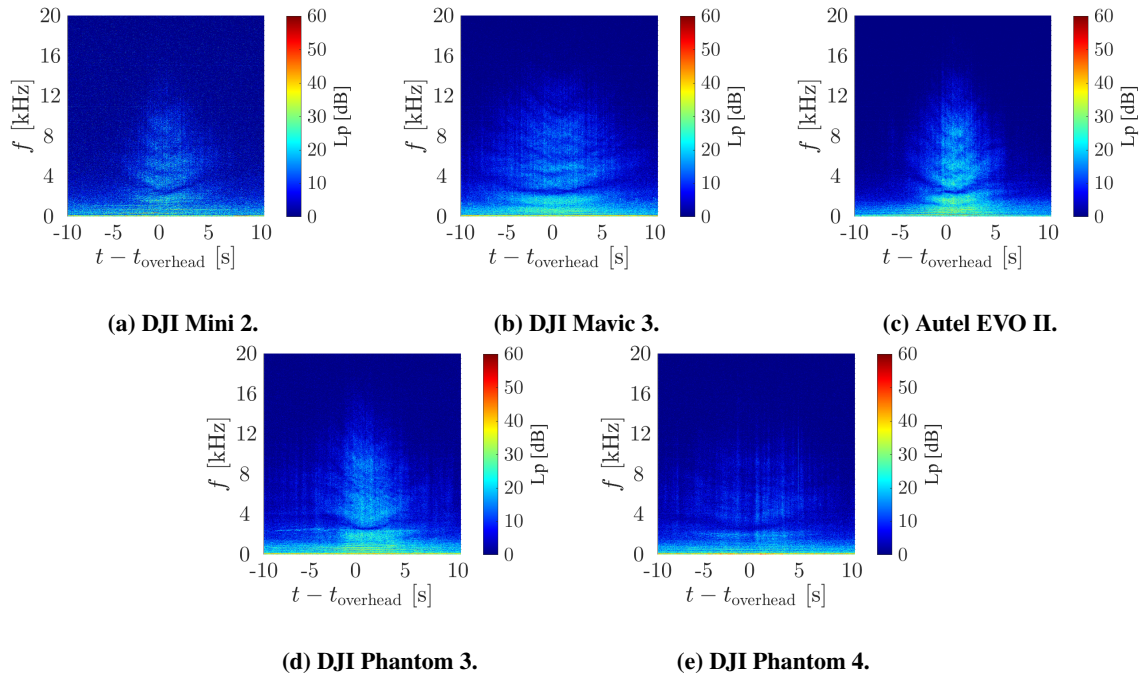 20
16
12
8
4
0
f [kHz]
-10 -5 0 5 10
t − t_overhead [s]
60
50
40
30
20
10
0
Lp [dB]
(a) DJI Mini 2.
20
16
12
8
4
0
f [kHz]
-10 -5 0 5 10
t − t_overhead [s]
60
50
40
30
20
10
0
Lp [dB]
(b) DJI Mavic 3.
20
16
12
8
4
0
f [kHz]
-10 -5 0 5 10
t − t_overhead [s]
60
50
40
30
20
10
0
Lp [dB]
(c) Autel EVO II.
20
16
12
8
4
0
f [kHz]
-10 -5 0 5 10
t − t_overhead [s]
60
50
40
30
20
10
0
Lp [dB]
(d) DJI Phantom 3.
20
16
12
8
4
0
f [kHz]
-10 -5 0 5 10
t − t_overhead [s]
60
50
40
30
20
10
0
Lp [dB]
(e) DJI Phantom 4.